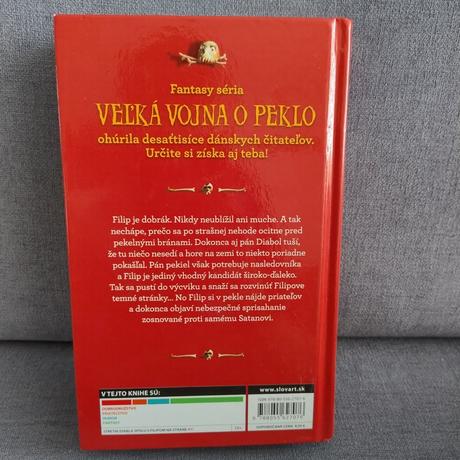 Fantasy séria
VEĽKÁ VOJNA O PEKLO
ohúrila desaťtisíce dánskych čitateľov.
Určite si získa aj teba!
Filip je dobrák. Nikdy neublížil ani muche. A tak
nechápe, prečo sa po strašnej nehode ocitne pred
pekelnými bránami. Dokonca aj pán Diabol tuší,
že tu niečo nesedí a hore na zemi to niekto poriadne
pokašľal. Pán pekiel však potrebuje nasledovníka
a Filip je jediný vhodný kandidát široko-ďaleko.
Tak sa pustí do výcviku a snaží sa rozvinúť Filipove
temné stránky... No Filip si v pekle nájde priateľov
a dokonca objaví nebezpečné sprisahanie
zosnované proti samému Satanovi.
V TEJTO KNIHE SÚ:
DOBRODRUŽSTVO
PRIATEĽSTVO
HUMOR
FANTASY
www.slovart.sk